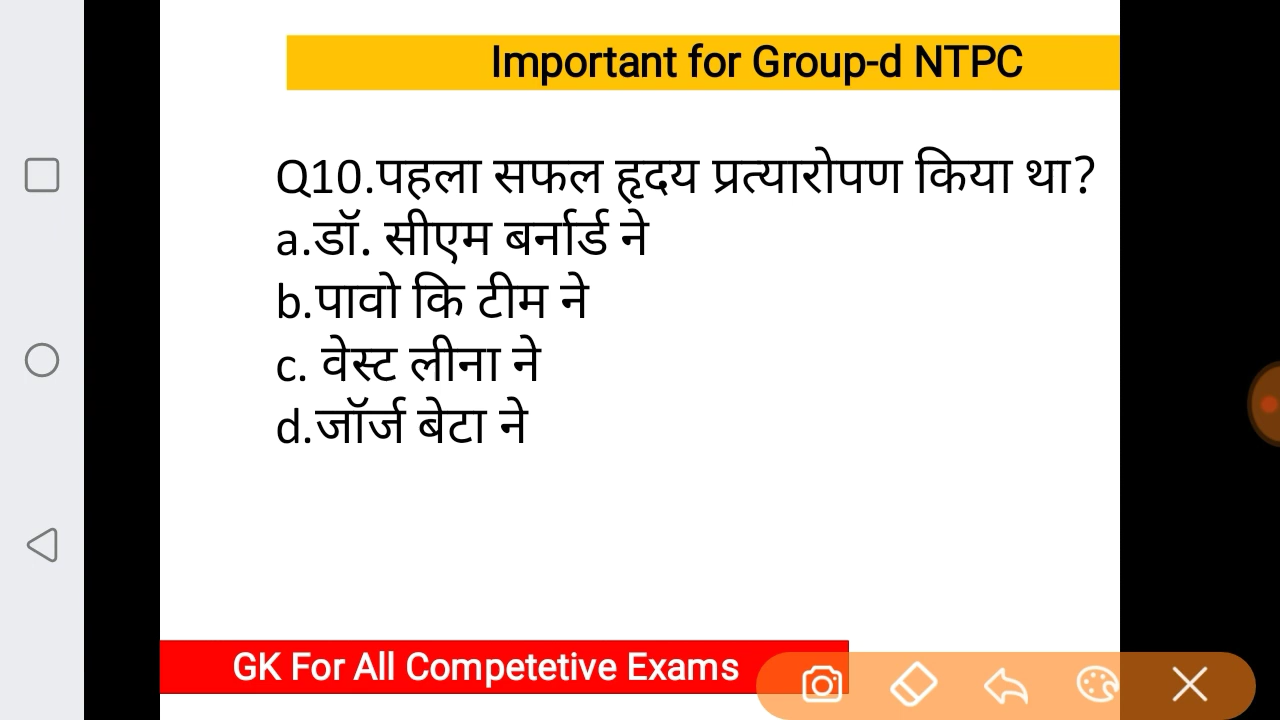 Important for Group-d NTPC
Q10.पहला सफल हृदय प्रत्यारोपण किया था?
a.डॉ. सीएम बर्नार्ड ने
b.पावो कि टीम ने
c. वेस्ट लीना ने
d.जॉर्ज बेटा ने
GK For All Competetive Exams